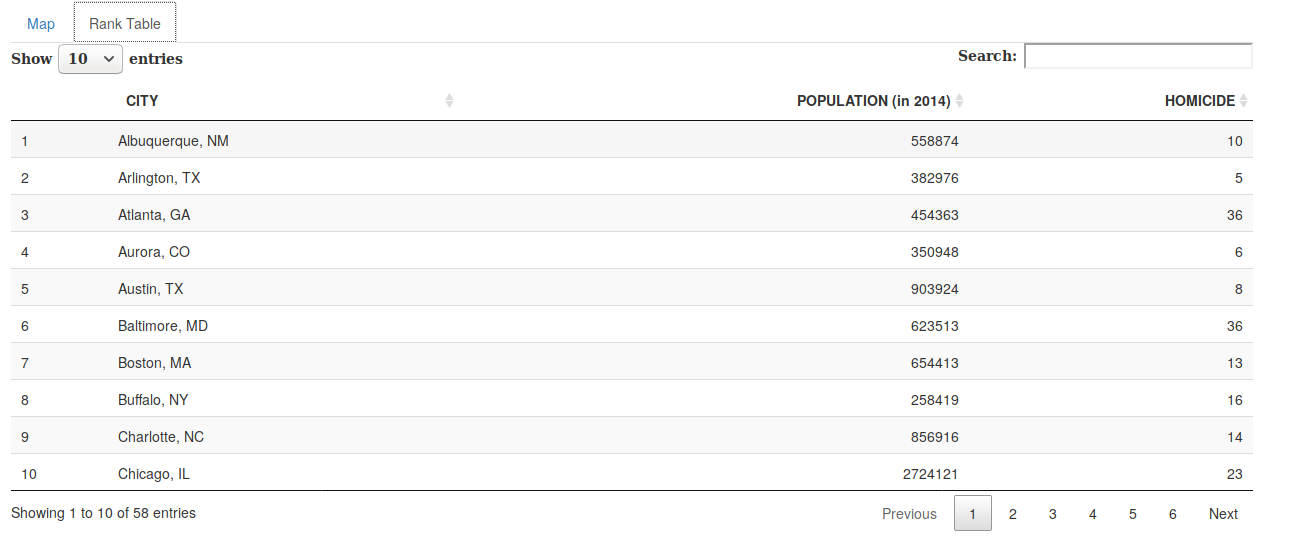 Map Rank Table
Show 10 entries Search:
CITY POPULATION (in 2014) HOMICIDE
1 Albuquerque, NM 558874 10
2 Arlington, TX 382976 5
3 Atlanta, GA 454363 36
4 Aurora, CO 350948 6
5 Austin, TX 903924 8
6 Baltimore, MD 623513 36
7 Boston, MA 654413 13
8 Buffalo, NY 258419 16
9 Charlotte, NC 856916 14
10 Chicago, IL 2724121 23
Showing 1 to 10 of 58 entries Previous 1 2 3 4 5 6 Next